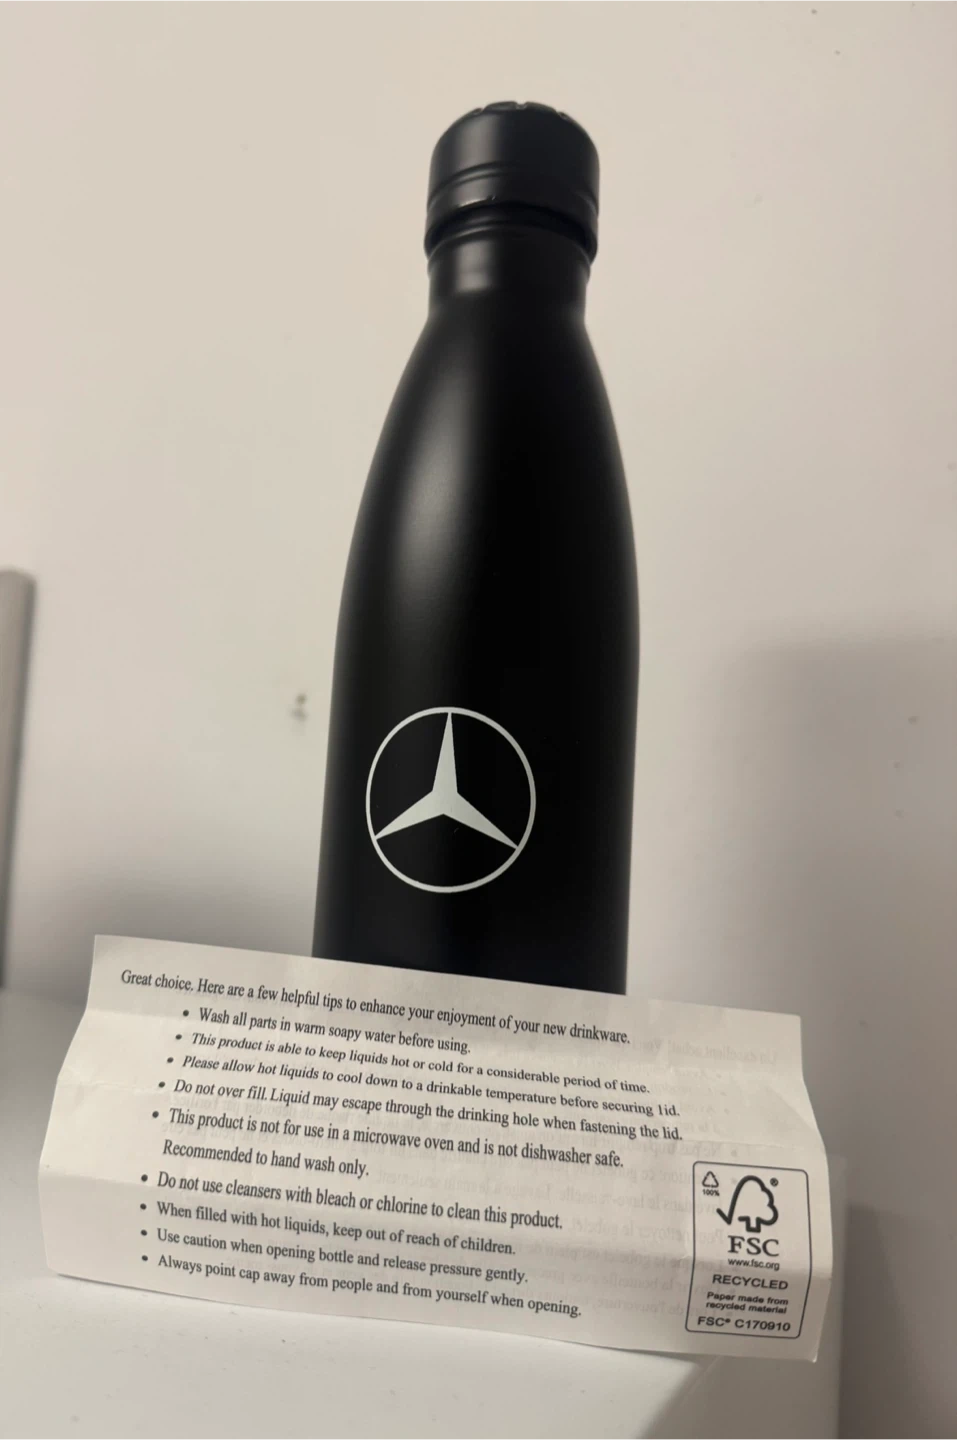 Great choice. Here are a few helpful tips to enhance your enjoyment of your new drinkware.
• Wash all parts in warm soapy water before using.
• This product is able to keep liquids hot or cold for a considerable period of time.
• Please allow hot liquids to cool down to a drinkable temperature before securing lid.
• Do not over fill. Liquid may escape through the drinking hole when fastening the lid.
• This product is not for use in a microwave oven and is not dishwasher safe.
Recommended to hand wash only.
• Do not use cleansers with bleach or chlorine to clean this product.
• When filled with hot liquids, keep out of reach of children.
• Use caution when opening bottle and release pressure gently.
• Always point cap away from people and from yourself when opening.
100%
®
FSC
www.fsc.org
RECYCLED
Paper made from
recycled material
FSC® C170910